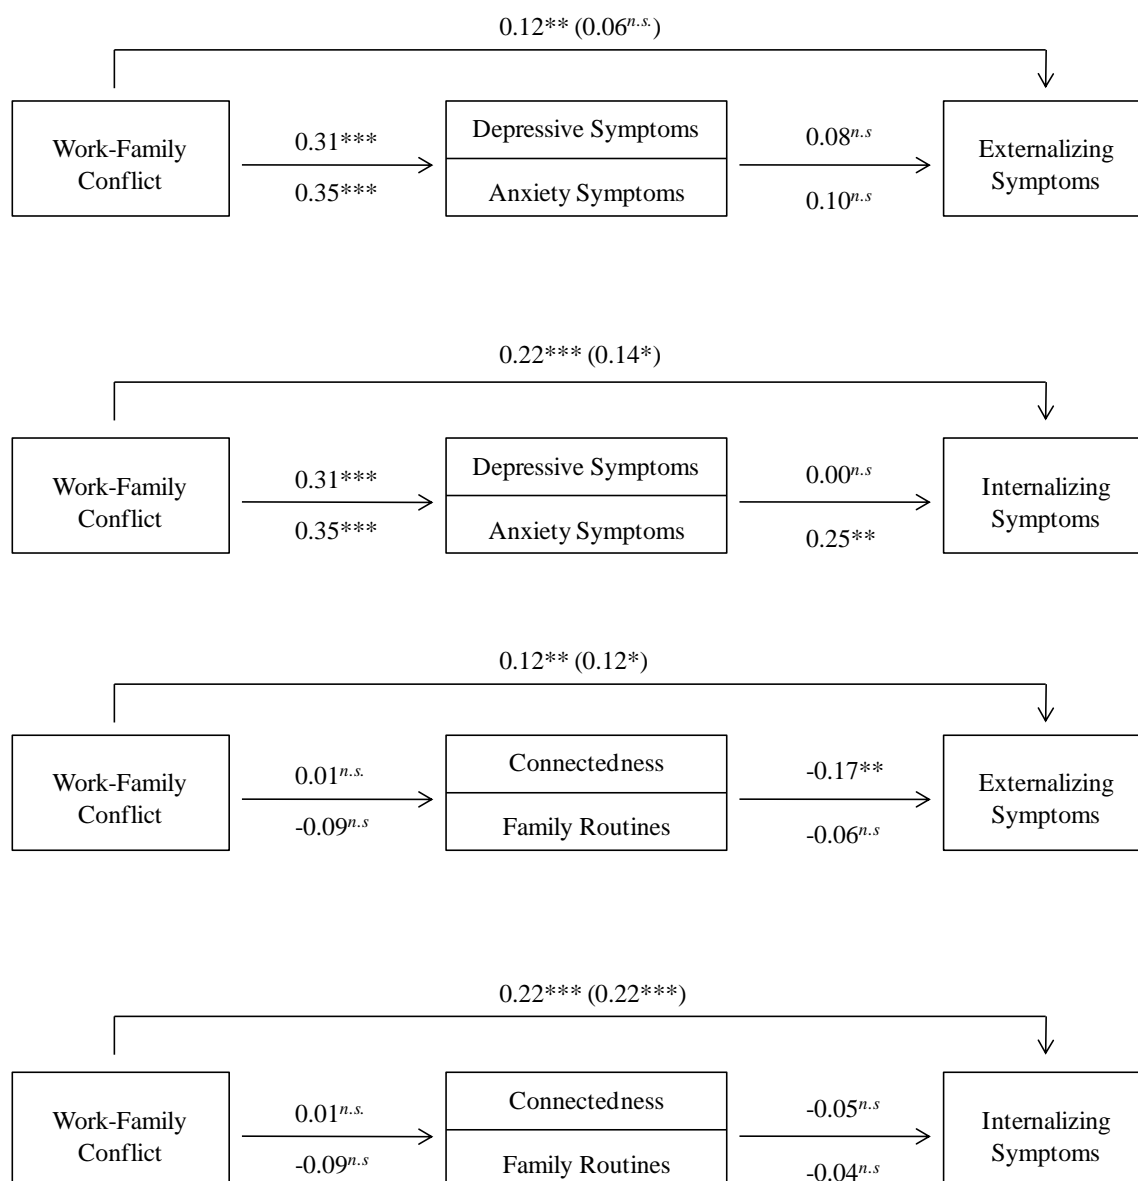 0.12** (0.06n.s.)
Work-Family
Conflict
0.31***
0.35***
Depressive Symptoms
Anxiety Symptoms
0.08n.s
0.10n.s
Externalizing
Symptoms
0.22*** (0.14*)
Work-Family
Conflict
0.31***
0.35***
Depressive Symptoms
Anxiety Symptoms
0.00n.s
0.25**
Internalizing
Symptoms
0.12** (0.12*)
Work-Family
Conflict
0.01n.s.
-0.09n.s
Connectedness
Family Routines
-0.17**
-0.06n.s
Externalizing
Symptoms
0.22*** (0.22***)
Work-Family
Conflict
0.01n.s.
-0.09n.s
Connectedness
Family Routines
-0.05n.s
-0.04n.s
Internalizing
Symptoms